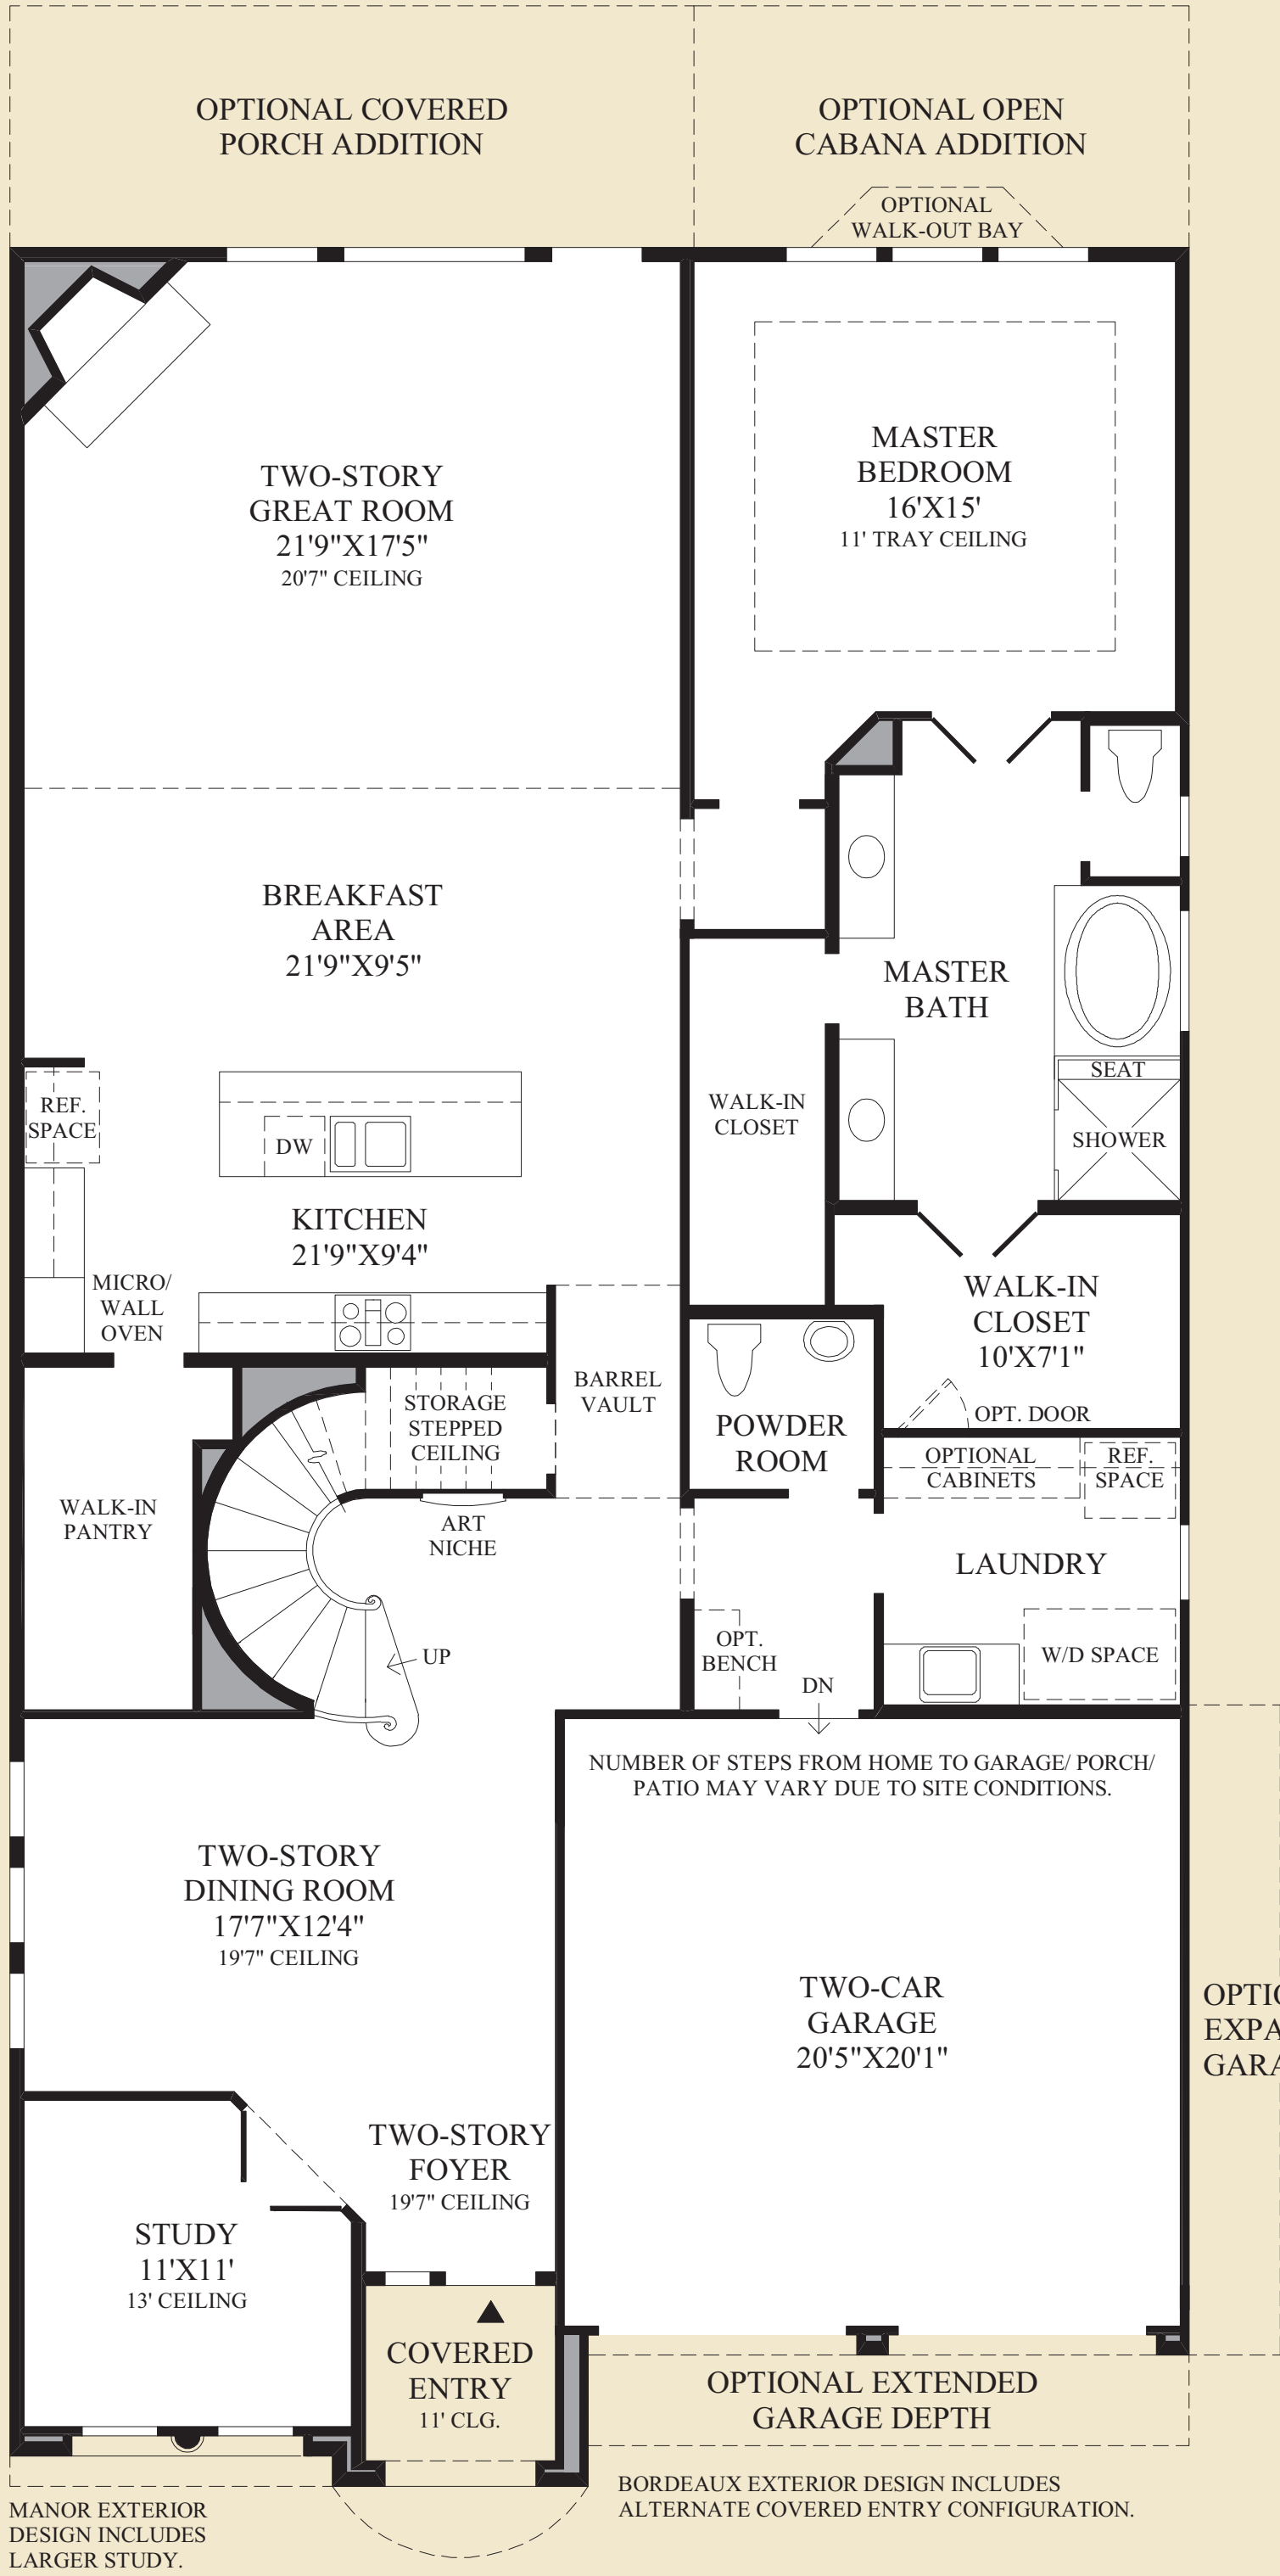 OPTIONAL COVERED
PORCH ADDITION
OPTIONAL OPEN
CABANA ADDITION
OPTIONAL
WALK-OUT BAY
TWO-STORY
GREAT ROOM
21'9"X17'5"
20'7" CEILING
MASTER
BEDROOM
16'X15'
11' TRAY CEILING
BREAKFAST
AREA
21'9"X9'5"
MASTER
BATH
REF.
SPACE
DW
WALK-IN
CLOSET
SEAT
SHOWER
KITCHEN
21'9"X9'4"
MICRO/
WALL
OVEN
WALK-IN
CLOSET
10'X7'1"
OPT. DOOR
BARREL
VAULT
STORAGE
STEPPED
CEILING
POWDER
ROOM
OPTIONAL
CABINETS
REF.
SPACE
WALK-IN
PANTRY
ART
NICHE
LAUNDRY
UP
OPT.
BENCH
DN
W/D SPACE
NUMBER OF STEPS FROM HOME TO GARAGE/ PORCH/
PATIO MAY VARY DUE TO SITE CONDITIONS.
TWO-STORY
DINING ROOM
17'7"X12'4"
19'7" CEILING
TWO-CAR
GARAGE
20'5"X20'1"
TWO-STORY
FOYER
19'7" CEILING
STUDY
11'X11'
13' CEILING
COVERED
ENTRY
11' CLG.
OPTIONAL EXTENDED
GARAGE DEPTH
BORDEAUX EXTERIOR DESIGN INCLUDES
ALTERNATE COVERED ENTRY CONFIGURATION.
MANOR EXTERIOR
DESIGN INCLUDES
LARGER STUDY.